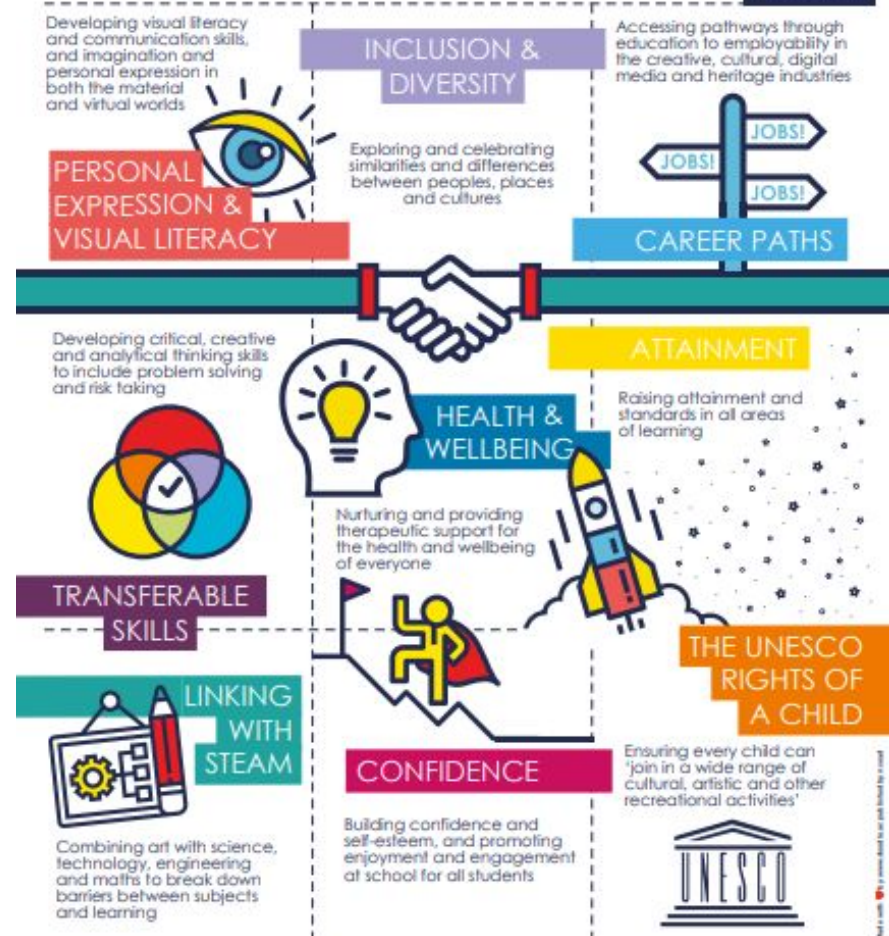 Developing visual literacy
and communication skills,
and imagination and
personal expression in
both the material
and virtual worlds
PERSONAL
EXPRESSION &
VISUAL LITERACY
INCLUSION &
DIVERSITY
Exploring and celebrating
similarities and differences
between peoples, places
and cultures
Accessing pathways through
education to employability in
the creative, cultural, digital
media and heritage industries
JOBS!
JOBS!
JOBS!
CAREER PATHS
Developing critical, creative
and analytical thinking skills
to include problem solving
and risk taking
TRANSFERABLE
SKILLS
HEALTH &
WELLBEING
Nurturing and providing
therapeutic support for
the health and wellbeing
of everyone
ATTAINMENT
Raising attainment and
standards in all areas
of learning
LINKING
WITH
STEAM
Combining art with science,
technology, engineering
and maths to break down
barriers between subjects
and learning
CONFIDENCE
Building confidence and
self-esteem, and promoting
enjoyment and engagement
at school for all students
THE UNESCO
RIGHTS OF
A CHILD
Ensuring every child can
'join in a wide range of
cultural, artistic and other
recreational activities'
UNESCO